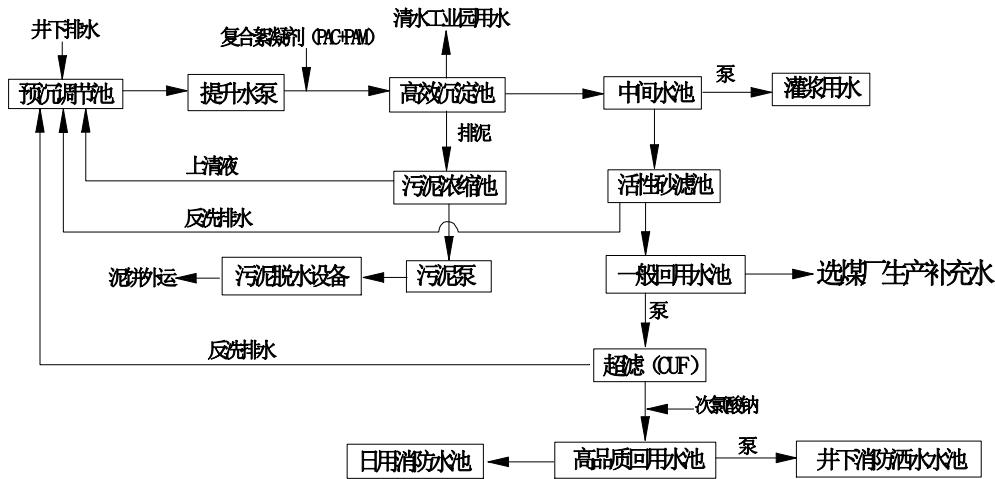 清水工业园用水
井下排水
复合絮凝剂（PAC+PAM）
预沉调节池
提升水泵
高效沉淀池
中间水池
泵
灌浆用水
排泥
上清液
污泥浓缩池
活性砂滤池
反洗排水
泥饼外运
污泥脱水设备
污泥泵
一般回用水池
选煤厂生产补充水
泵
反洗排水
超滤（CUF）
次氯酸钠
日用消防水池
高品质回用水池
泵
井下消防洒水水池